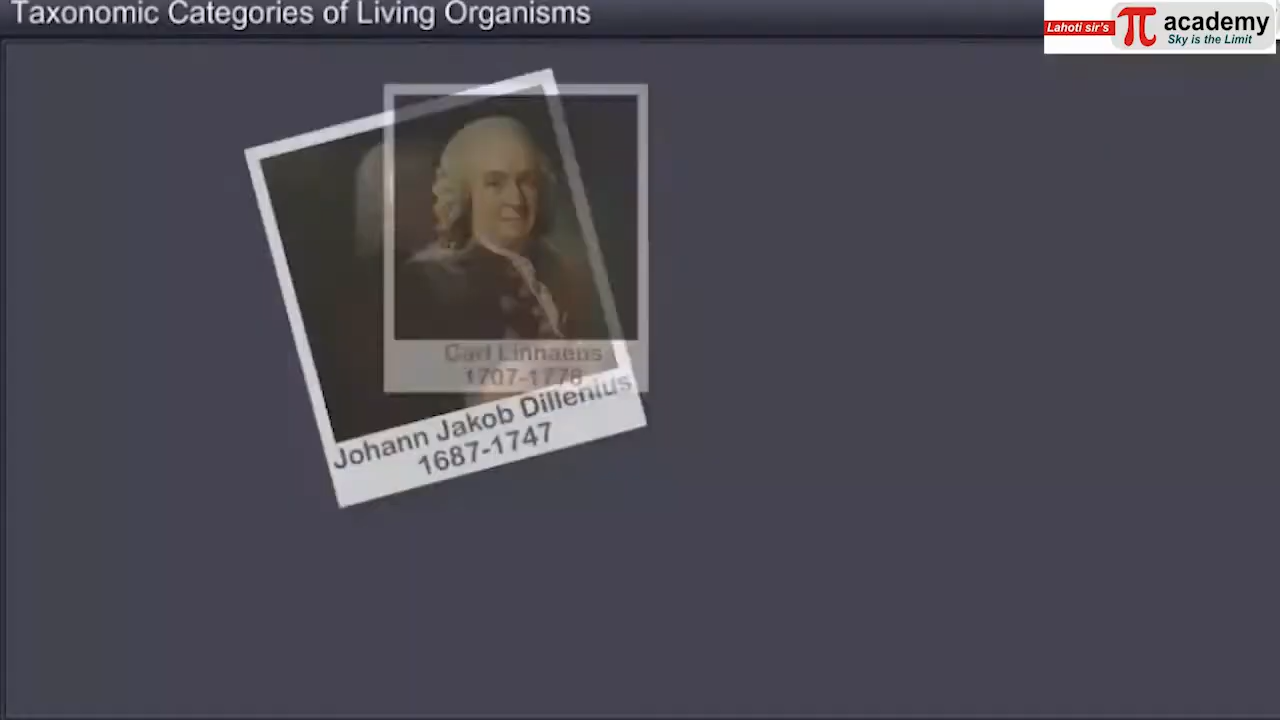 Taxonomic Categories of Living Organisms
Lahoti sir's
π academy
Sky is the Limit
Carl Linnaeus
1707-1778
Johann Jakob Dillenius
1687-1747